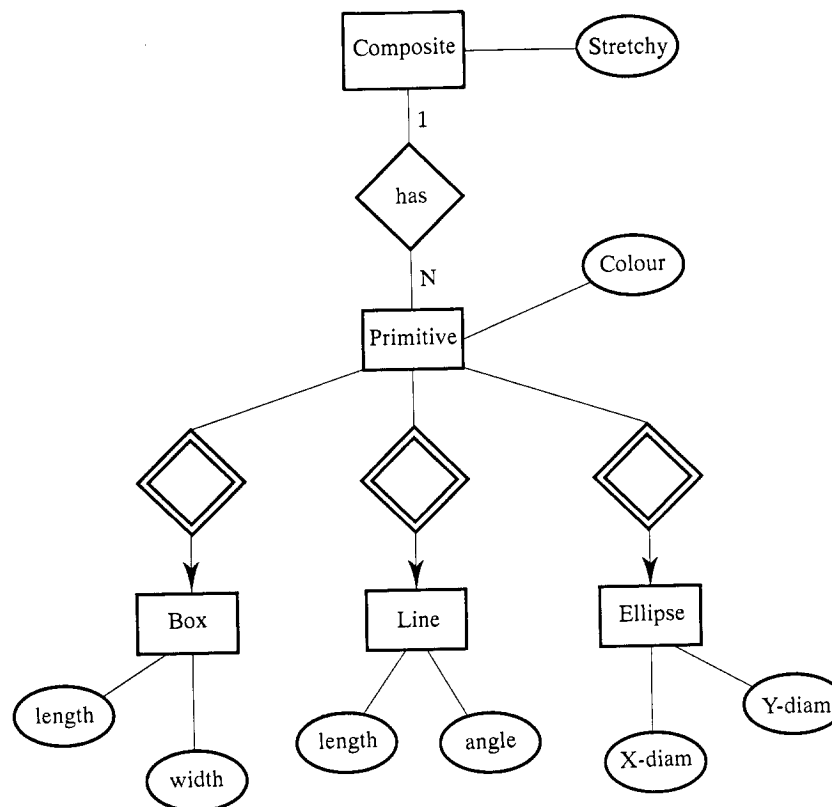 Composite
Stretchy
1
has
N
Colour
Primitive
Box
Line
Ellipse
length
width
length
angle
X-diam
Y-diam